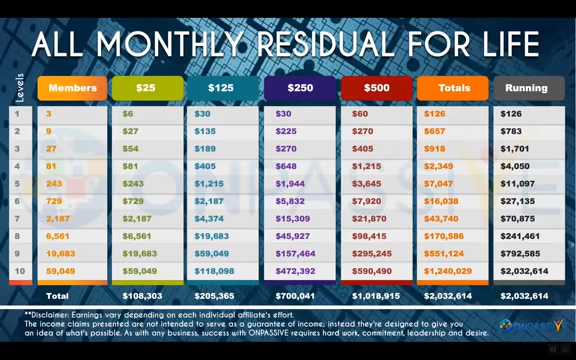 ALL MONTHLY RESIDUAL FOR LIFE
Levels Members $25 $125 $250 $500 Totals Running
1 3 $6 $30 $30 $60 $126 $126
2 9 $27 $135 $225 $270 $657 $783
3 27 $54 $189 $270 $405 $918 $1,701
4 81 $81 $405 $648 $1,215 $2,349 $4,050
5 243 $243 $1,215 $1,944 $3,645 $7,047 $11,097
6 729 $729 $2,187 $5,832 $7,920 $16,038 $27,135
7 2,187 $2,187 $4,374 $15,309 $21,870 $43,740 $70,875
8 6,561 $6,561 $19,683 $45,927 $98,415 $170,586 $241,461
9 19,683 $19,683 $59,049 $157,464 $295,245 $551,124 $792,585
10 59,049 $59,049 $118,098 $472,392 $590,490 $1,240,029 $2,032,614
Total $108,303 $205,365 $700,041 $1,018,915 $2,032,614 $2,032,614
**Disclaimer: Earnings vary depending on each individual affiliate's effort.
The income claims presented are not intended to serve as a guarantee of income; instead they're designed to give you
an idea of what's possible. As with any business, success with ONPASSIVE requires hard work, commitment, leadership and desire.
ONPASSIVE
ONPASSIVE